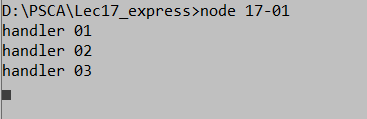 D:\PSCA\Lec17_express>node 17-01
handler 01
handler 02
handler 03